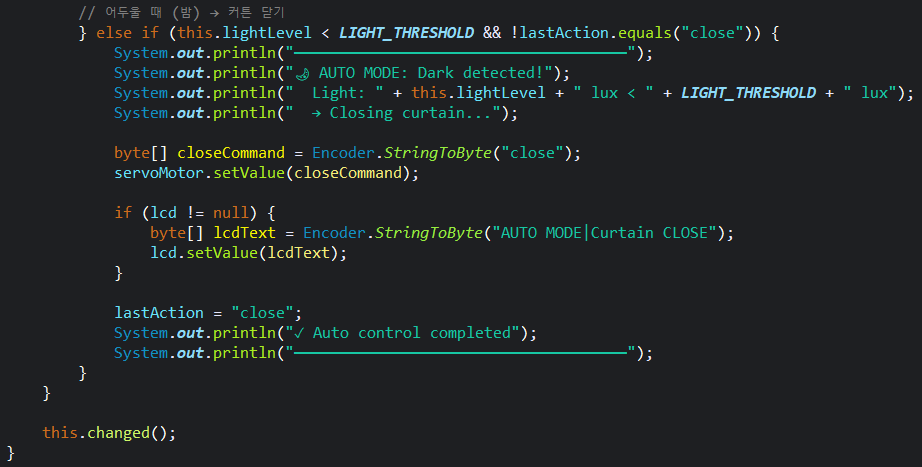 // 어두울 때 (밤) → 커튼 닫기
} else if (this.lightLevel < LIGHT_THRESHOLD && !lastAction.equals("close")) {
System.out.println("━━━━━━━━━━━━━━━━━━━━━━━━━━━━━━━━━━━━━");
System.out.println("🌙 AUTO MODE: Dark detected!");
System.out.println("  Light: " + this.lightLevel + " lux < " + LIGHT_THRESHOLD + " lux");
System.out.println("  → Closing curtain...");
byte[] closeCommand = Encoder.StringToByte("close");
servoMotor.setValue(closeCommand);
if (lcd != null) {
byte[] lcdText = Encoder.StringToByte("AUTO MODE|Curtain CLOSE");
lcd.setValue(lcdText);
}
lastAction = "close";
System.out.println("✓ Auto control completed");
System.out.println("━━━━━━━━━━━━━━━━━━━━━━━━━━━━━━━━━━━━━");
}
}
this.changed();
}